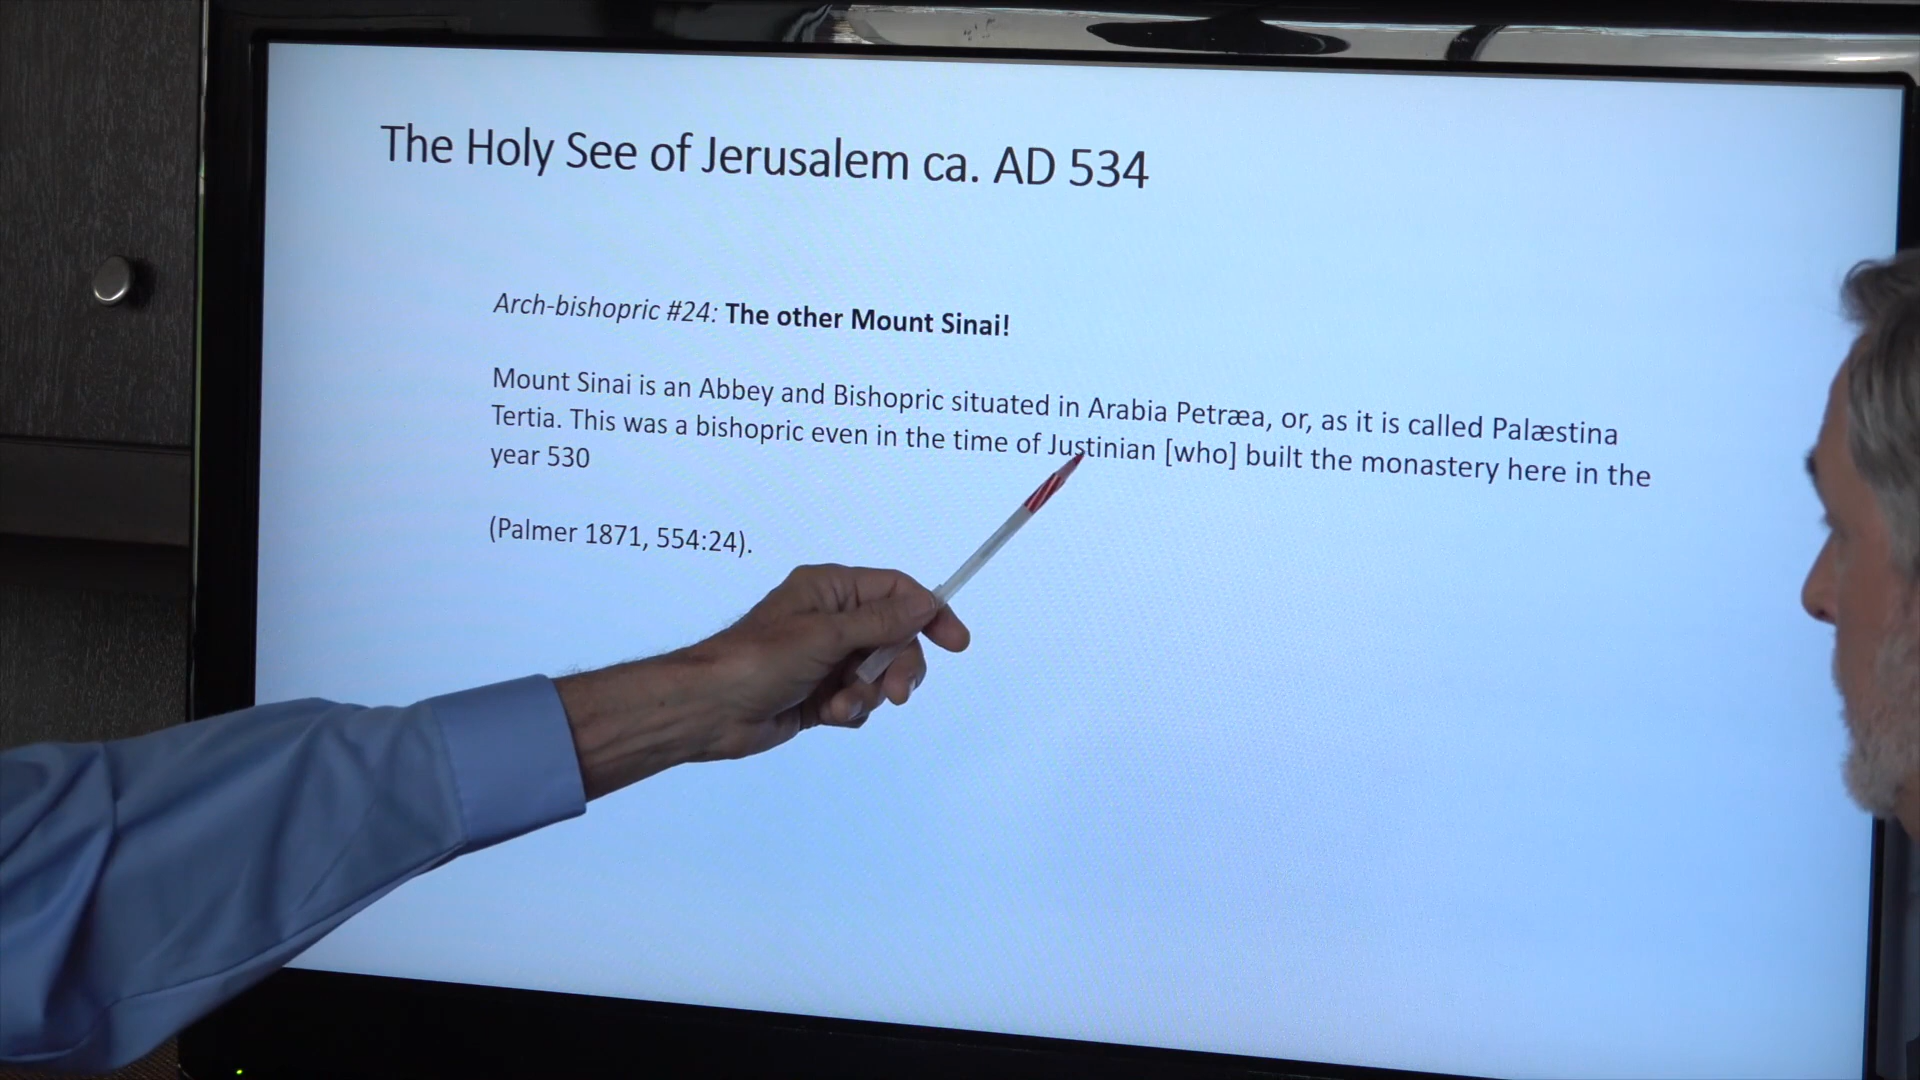 The Holy See of Jerusalem ca. AD 534
Arch-bishopric #24: The other Mount Sinai!
Mount Sinai is an Abbey and Bishopric situated in Arabia Petræa, or, as it is called Palæstina
Tertia. This was a bishopric even in the time of Justinian [who] built the monastery here in the
year 530
(Palmer 1871, 554:24).